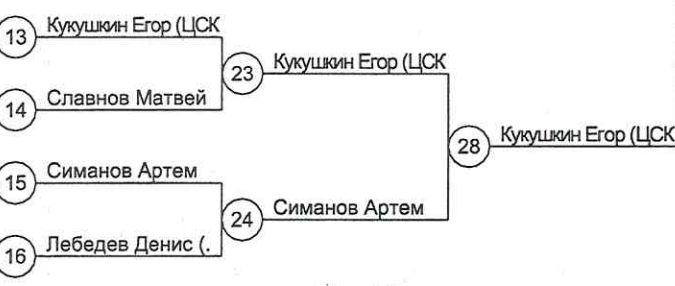 13 Кукушкин Егор (ЦСК
23 Кукушкин Егор (ЦСК
14 Славнов Матвей
28 Кукушкин Егор (ЦСК
15 Симанов Артем
24 Симанов Артем
16 Лебедев Денис (.